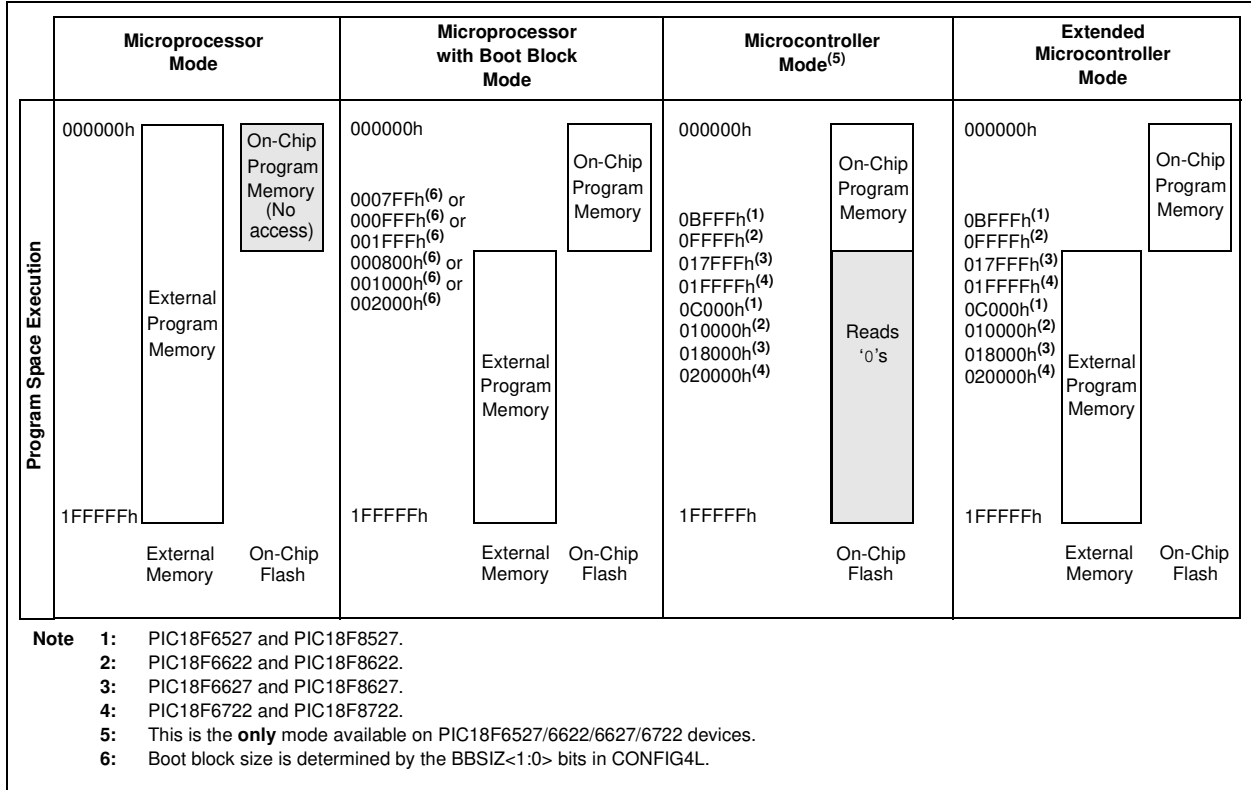 Microprocessor
Mode
Microprocessor
with Boot Block
Mode
Microcontroller
Mode(5)
Extended
Microcontroller
Mode
Program Space Execution
000000h
External
Program
Memory
1FFFFFh
On-Chip
Program
Memory
(No
access)
External
Memory
On-Chip
Flash
000000h
0007FFh(6) or
000FFFh(6) or
001FFFh(6)
000800h(6) or
001000h(6) or
002000h(6)
1FFFFFh
External
Program
Memory
On-Chip
Program
Memory
External
Memory
On-Chip
Flash
000000h
0BFFFh(1)
0FFFFh(2)
017FFFh(3)
01FFFFh(4)
0C000h(1)
010000h(2)
018000h(3)
020000h(4)
1FFFFFh
On-Chip
Program
Memory
Reads
‘0’s
On-Chip
Flash
000000h
0BFFFh(1)
0FFFFh(2)
017FFFh(3)
01FFFFh(4)
0C000h(1)
010000h(2)
018000h(3)
020000h(4)
1FFFFFh
External
Program
Memory
On-Chip
Program
Memory
External
Memory
On-Chip
Flash
Note 1: PIC18F6527 and PIC18F8527.
2: PIC18F6622 and PIC18F8622.
3: PIC18F6627 and PIC18F8627.
4: PIC18F6722 and PIC18F8722.
5: This is the only mode available on PIC18F6527/6622/6627/6722 devices.
6: Boot block size is determined by the BBSIZ<1:0> bits in CONFIG4L.